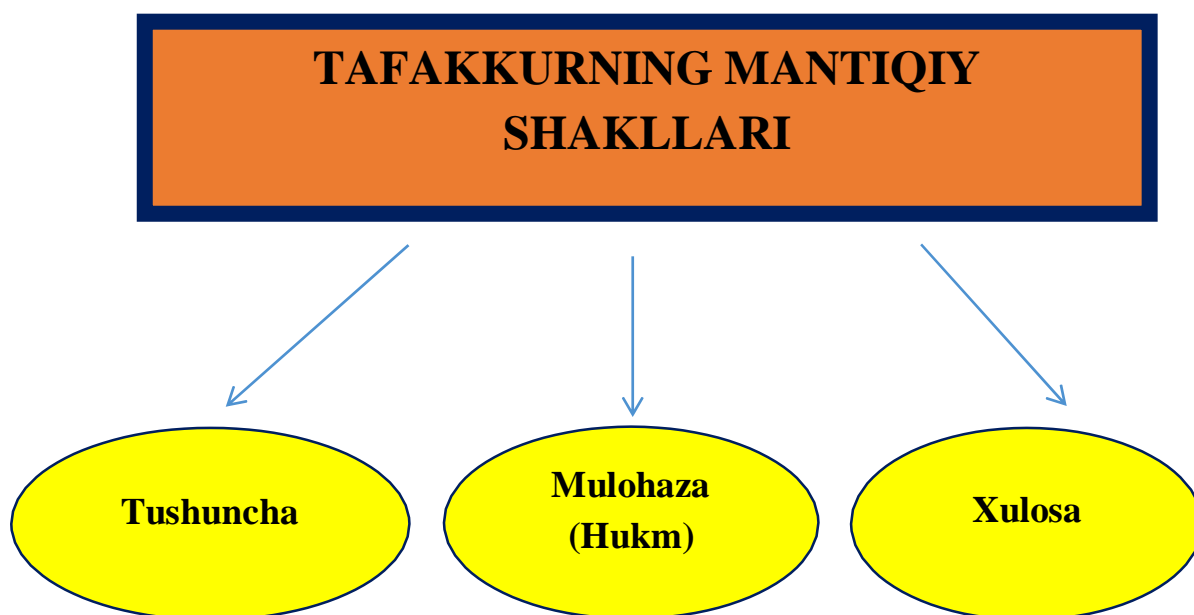 TAFAKKURNING MANTIQIY
SHAKLLARI
Tushuncha
Mulohaza
(Hukm)
Xulosa